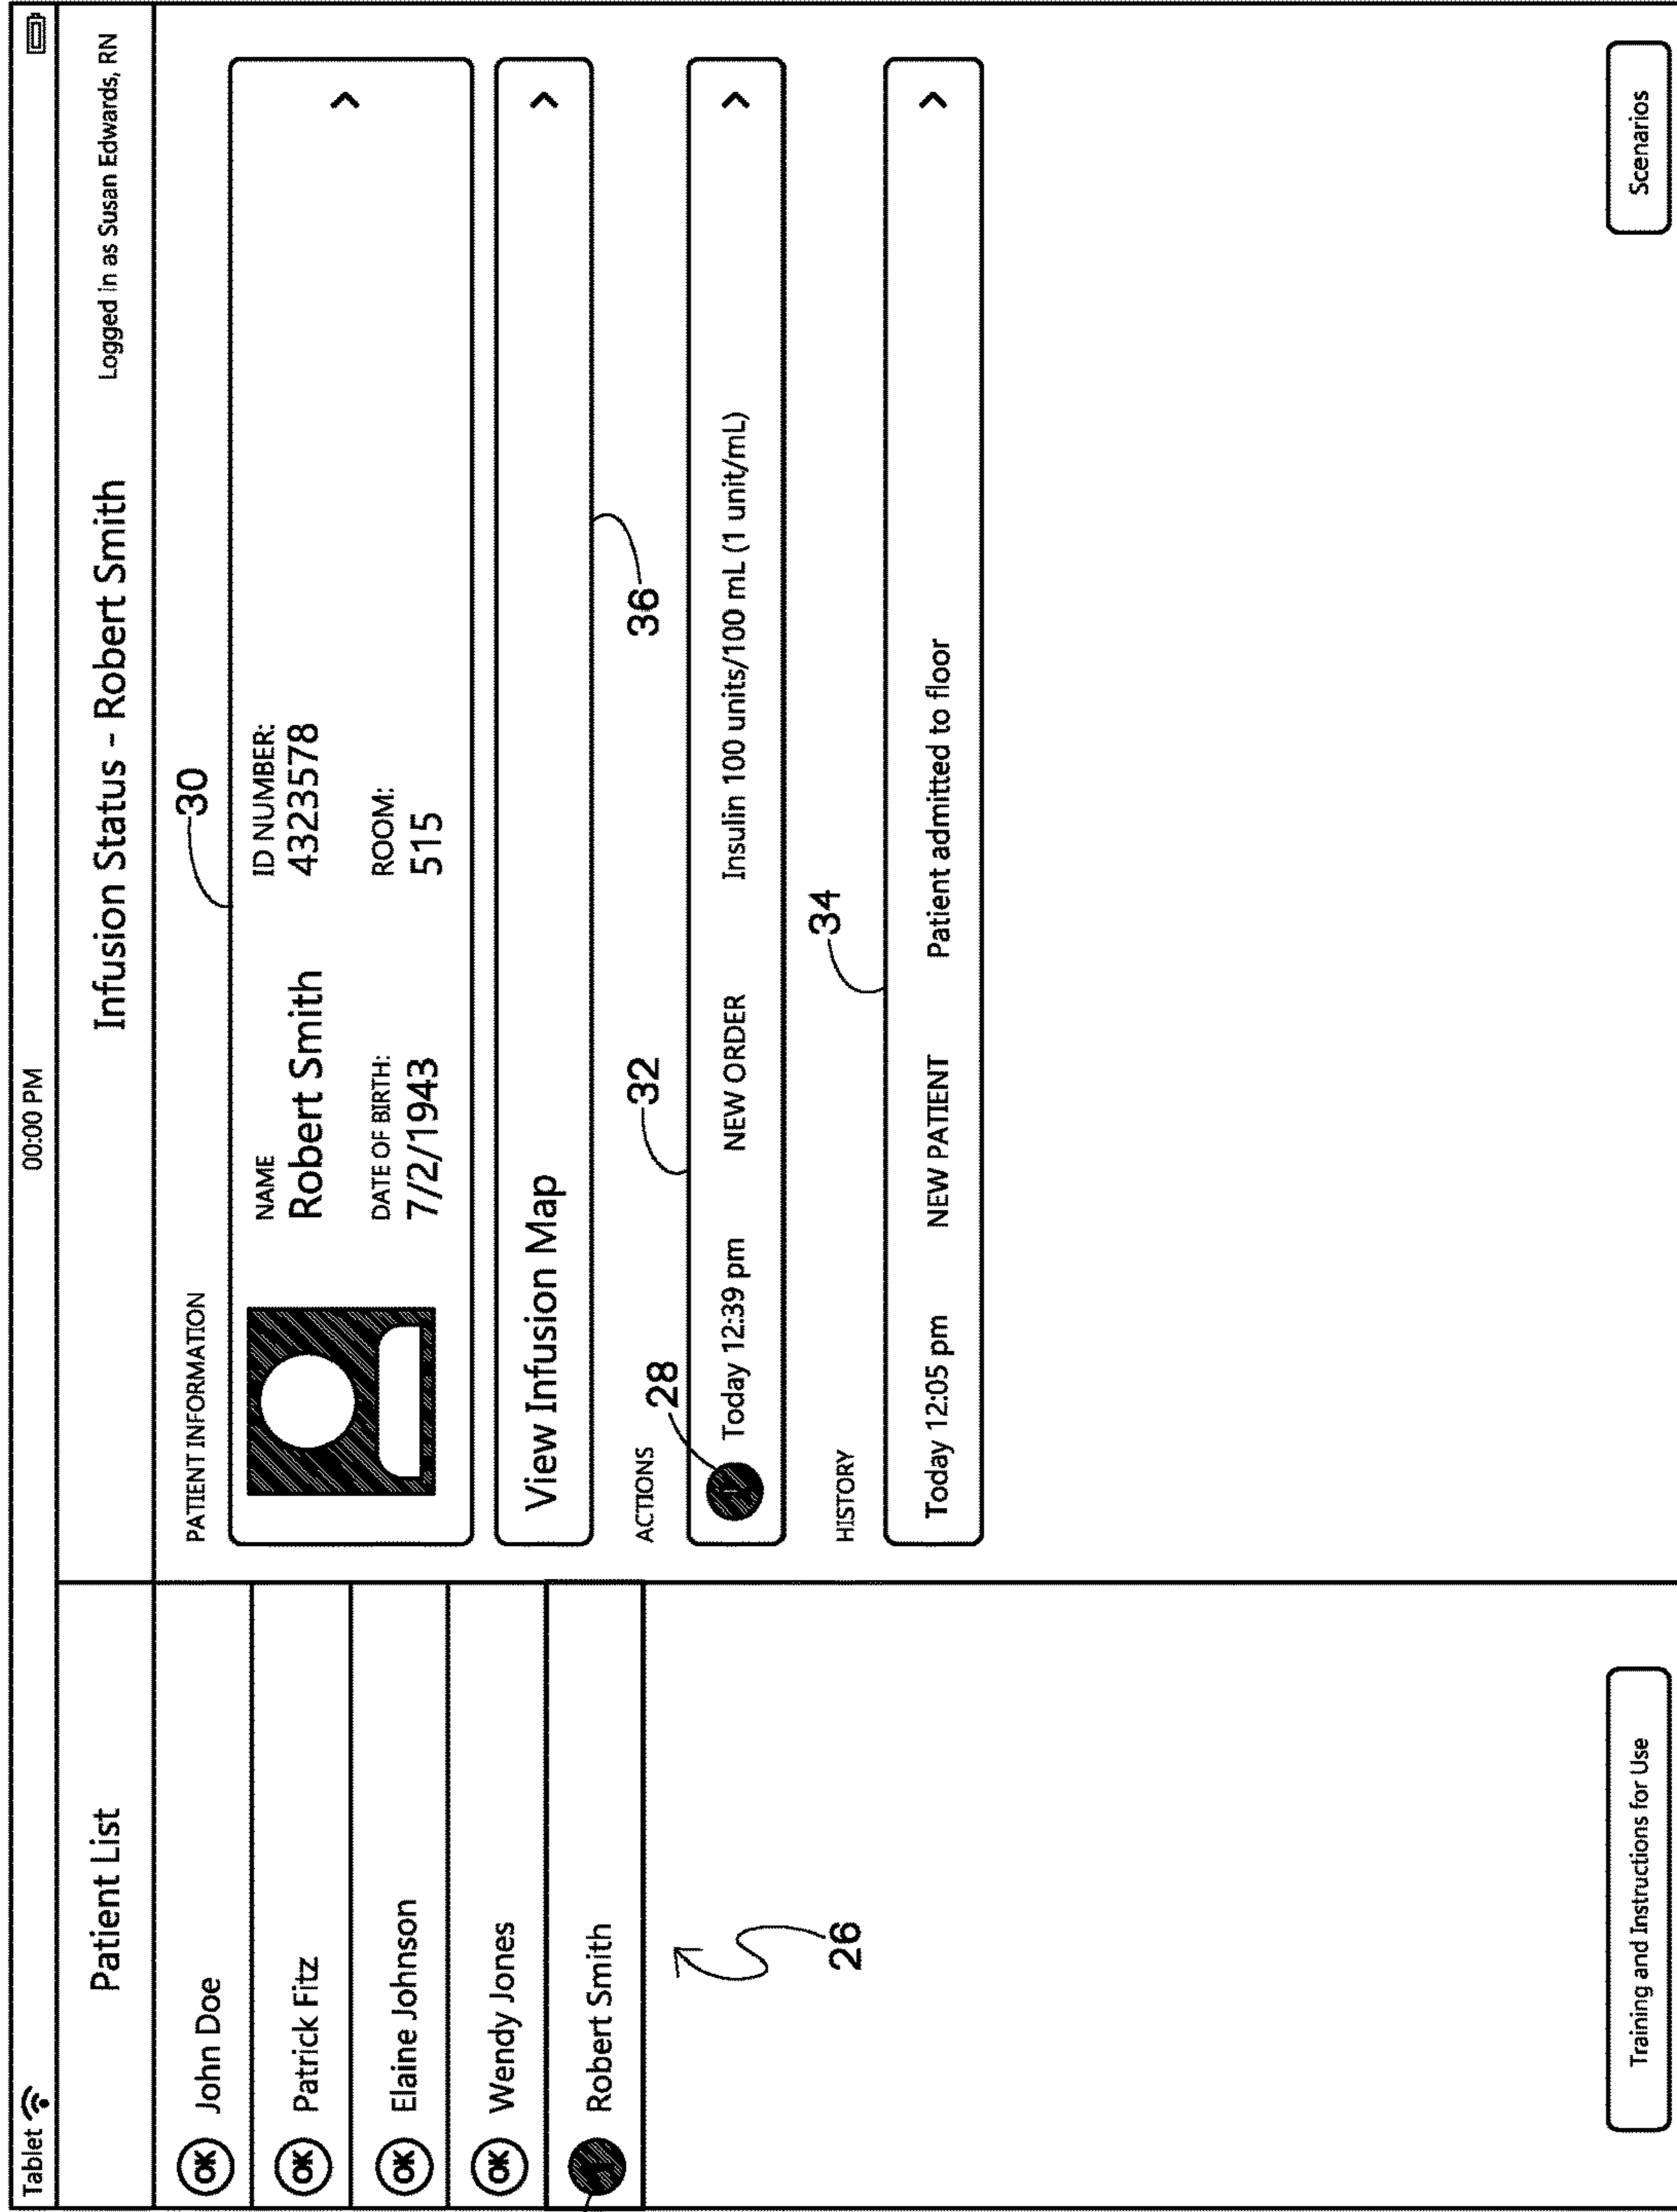 Tablet 00:00 PM
Patient List
Infusion Status - Robert Smith
Logged in as Susan Edwards, RN
OK John Doe
OK Patrick Fitz
OK Elaine Johnson
OK Wendy Jones
Robert Smith
26
Training and Instructions for Use
PATIENT INFORMATION
30
NAME ID NUMBER:
Robert Smith 4323578
DATE OF BIRTH: ROOM:
7/2/1943 515
View Infusion Map
36
ACTIONS
28
32
Today 12:39 pm NEW ORDER Insulin 100 units/100 mL (1 unit/mL)
HISTORY
34
Today 12:05 pm NEW PATIENT Patient admitted to floor
Scenarios